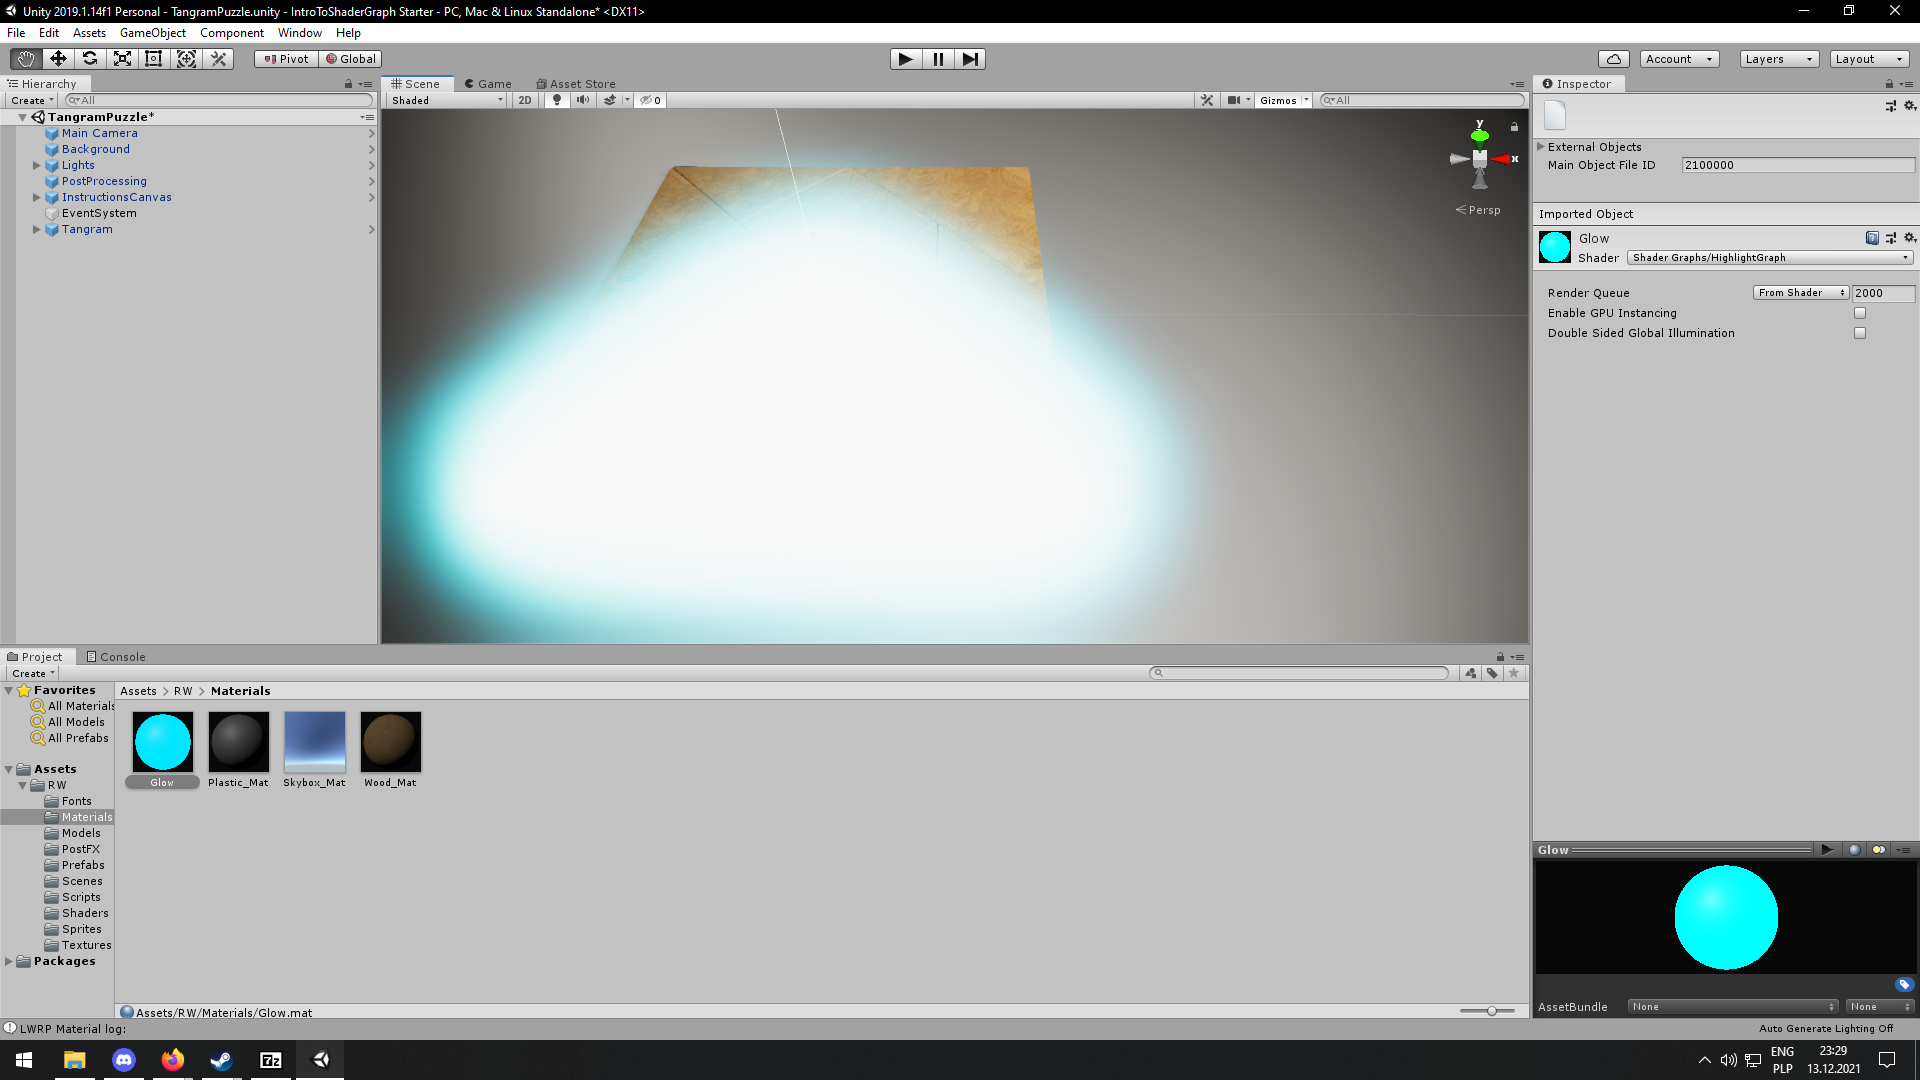 Unity 2019.1.14f1 Personal - TangramPuzzle.unity - IntroToShaderGraph Starter - PC, Mac & Linux Standalone* <DX11>
File Edit Assets GameObject Component Window Help
Pivot Global Account Layers Layout
Hierarchy
Create All
TangramPuzzle*
Main Camera
Background
Lights
PostProcessing
InstructionsCanvas
EventSystem
Tangram
Scene Game Asset Store
Shaded 2D 0 Gizmos All
y
x
Persp
Inspector
External Objects
Main Object File ID 2100000
Imported Object
Glow
Shader Shader Graphs/HighlightGraph
Render Queue From Shader 2000
Enable GPU Instancing
Double Sided Global Illumination
Project Console
Create
Favorites
All Materials
All Models
All Prefabs
Assets
RW
Fonts
Materials
Models
PostFX
Prefabs
Scenes
Scripts
Shaders
Sprites
Textures
Packages
Assets > RW > Materials
Glow Plastic_Mat Skybox_Mat Wood_Mat
Assets/RW/Materials/Glow.mat
Glow
AssetBundle None None
LWRP Material log:
Auto Generate Lighting Off
7z
ENG
PLP
23:29
13.12.2021